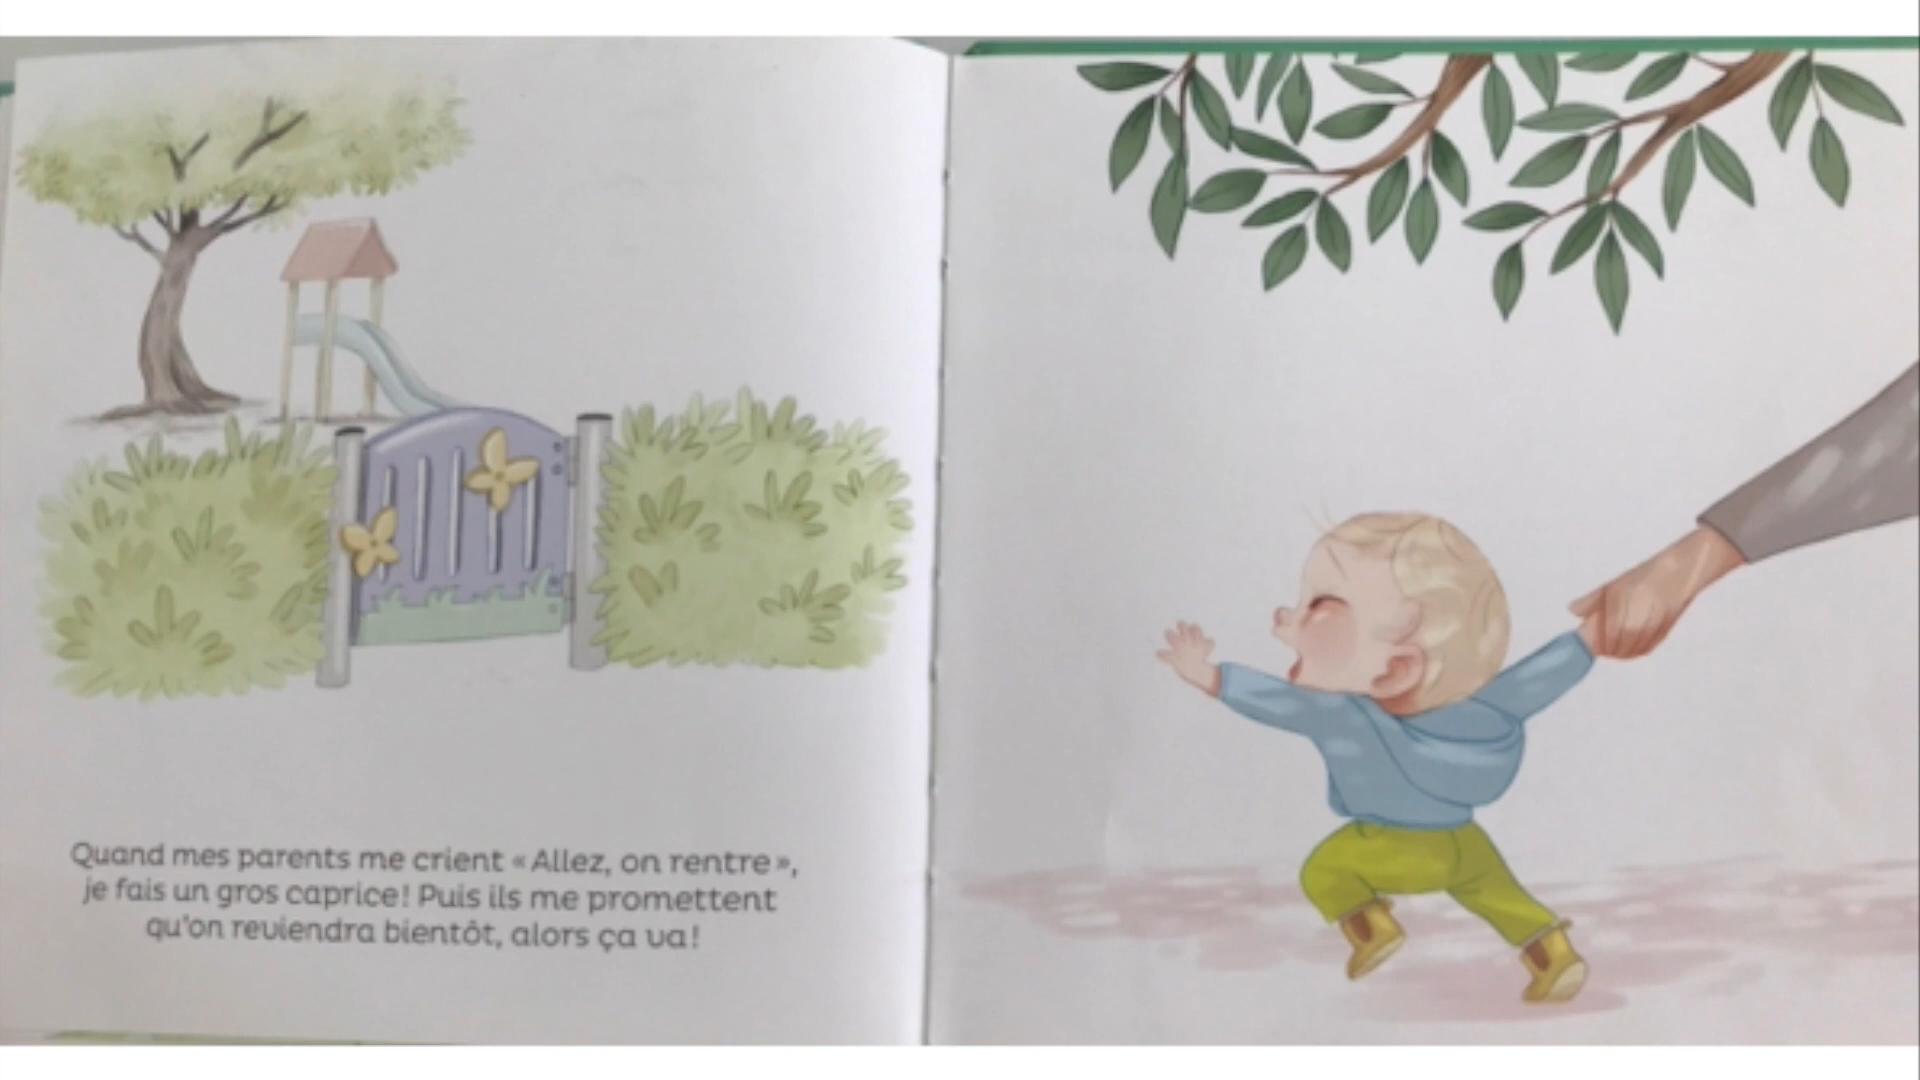 Quand mes parents me crient « Allez, on rentre »,
je fais un gros caprice ! Puis ils me promettent
qu'on reviendra bientôt, alors ça va !